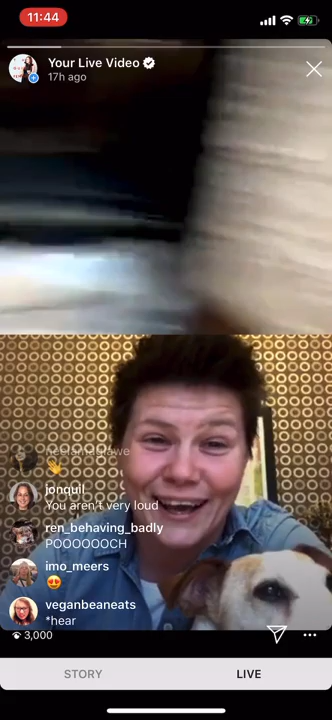 11:44
Your Live Video
17h ago
jonquil
You aren't very loud
ren_behaving_badly
POOOOOOCH
imo_meers
veganbeaneats
*hear
3,000
STORY
LIVE